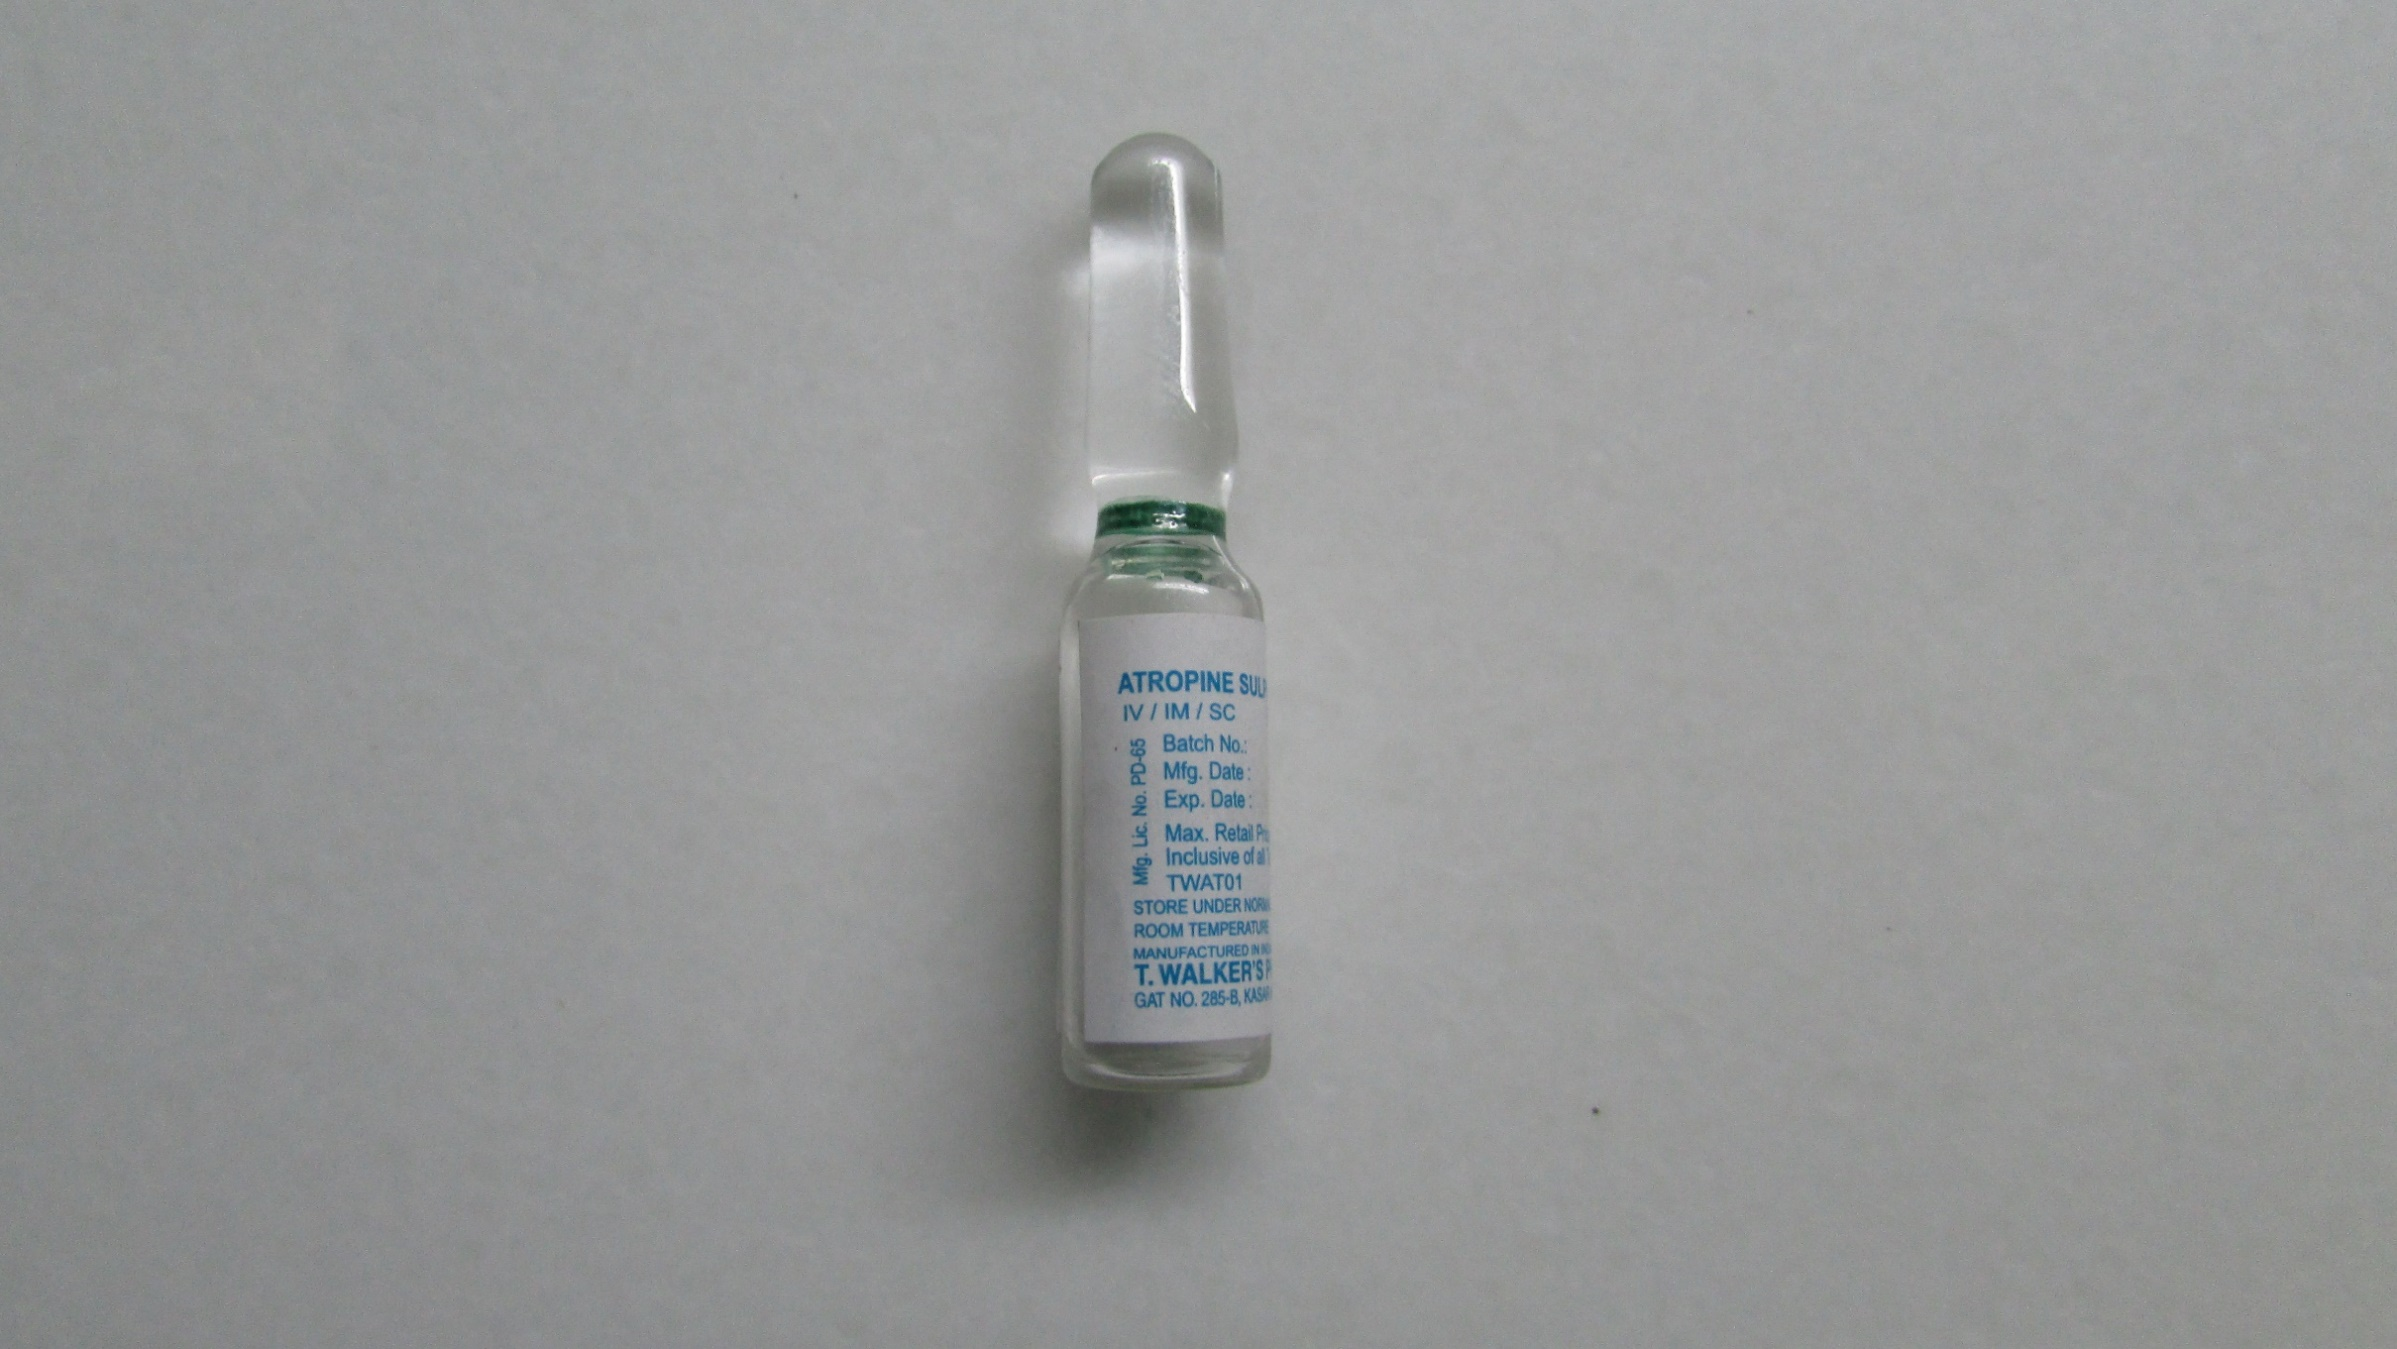 ATROPINE SUL
IV / IM / SC
Mfg. Lic. No. PD-65
Batch No.:
Mfg. Date :
Exp. Date :
Max. Retail
Inclusive of all
TWAT01
STORE UNDER
ROOM TEMPERATURE
MANUFACTURED IN
T. WALKER'S
GAT NO. 285-B,